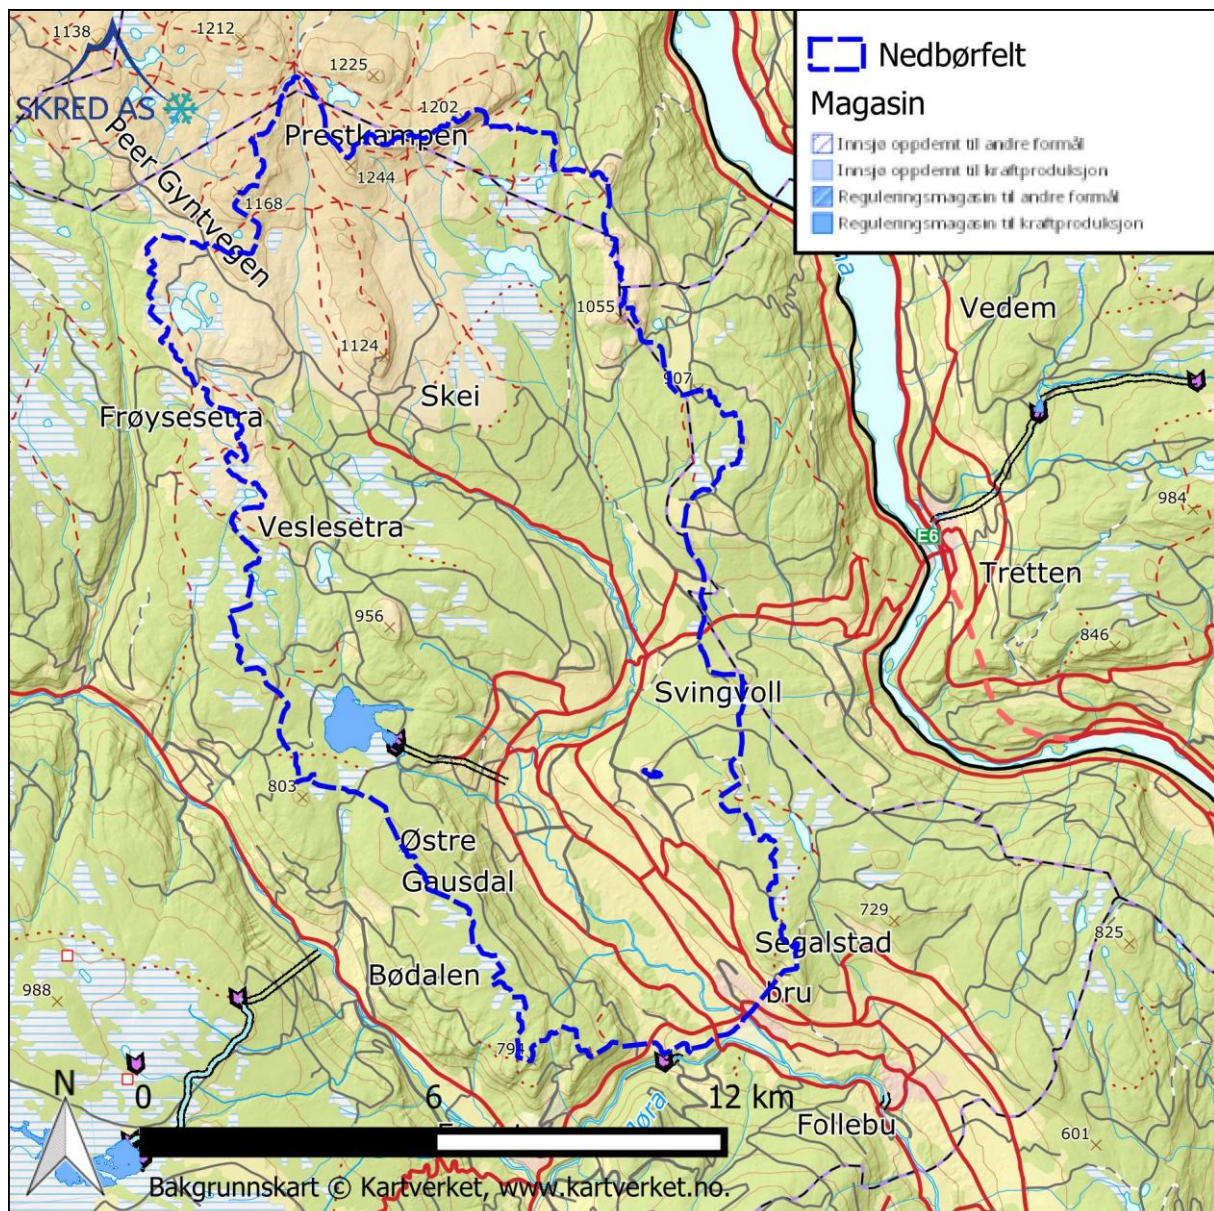 1138
1212
1225
SKRED AS
1202
Prestkampen
Peer Gyntvegen
1244
1168
Nedbørfelt
Magasin
Innsjø oppdemt til andre formål
Innsjø oppdemt til kraftproduksjon
Reguleringsmagasin til andre formål
Reguleringsmagasin til kraftproduksjon
1055
Vedem
1124
907
Skei
Frøysesetra
984
Veslesetra
E6
Tretten
956
846
Svingvoll
803
Østre
Gausdal
729
Segalstad
bru
825
Bødalen
988
794
N
0
6
12 km
Follebu
601
Bakgrunnskart © Kartverket, www.kartverket.no.